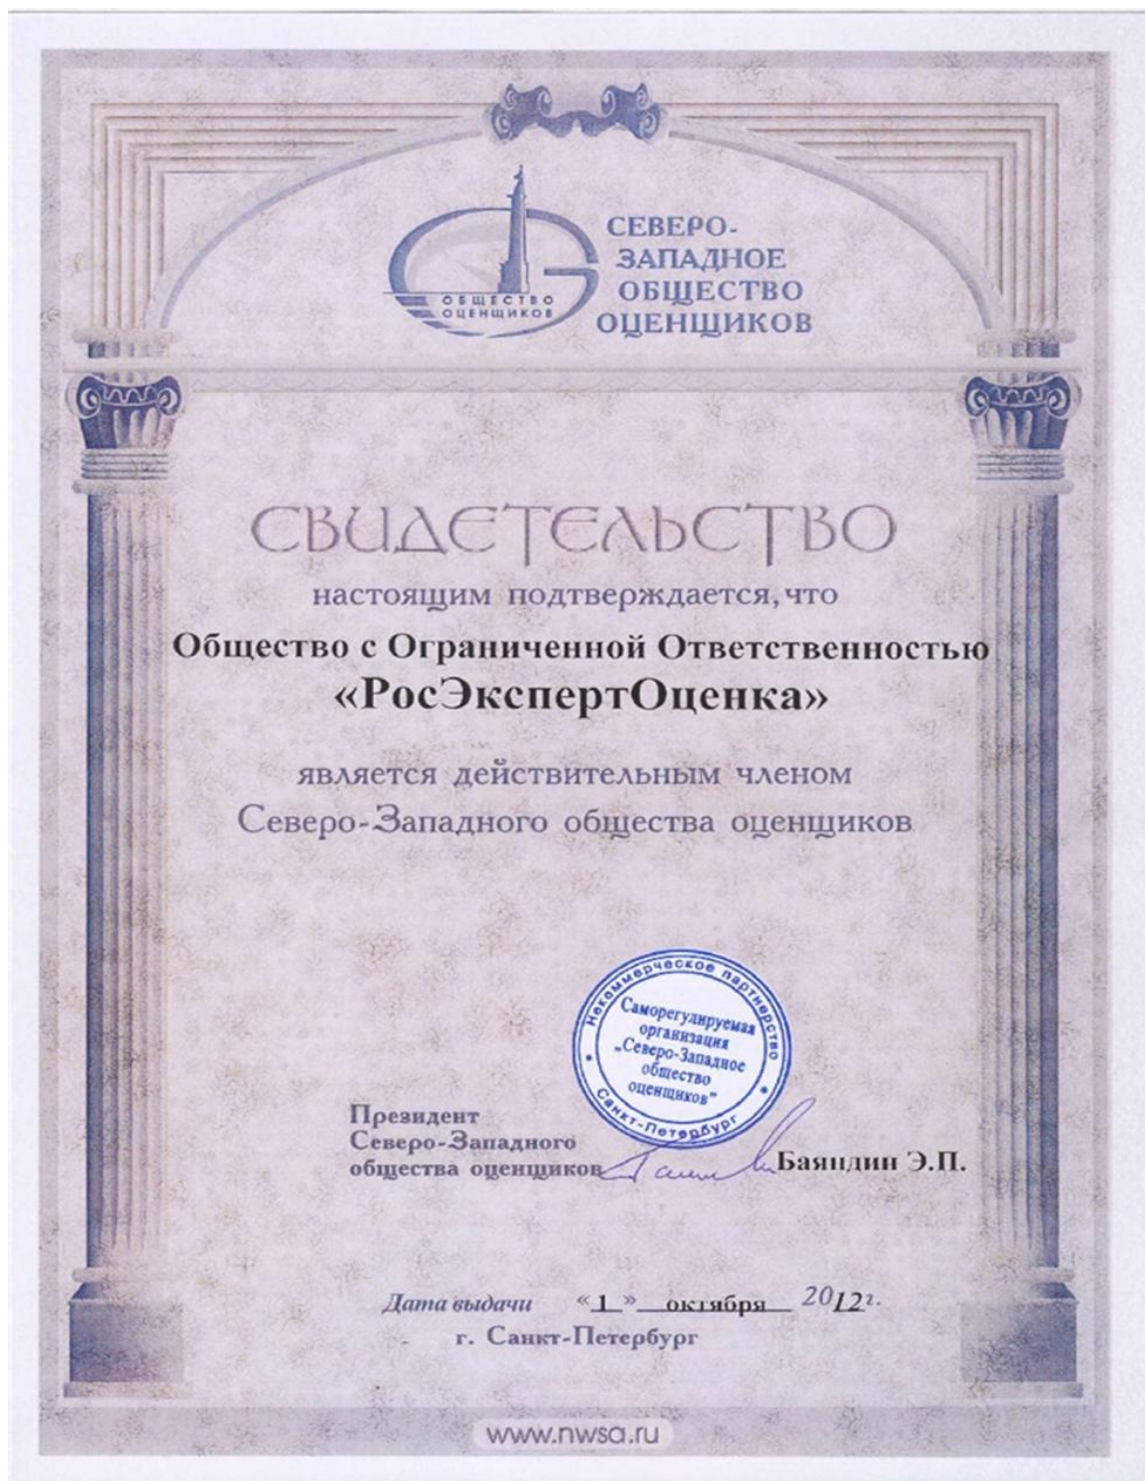 СЕВЕРО-
ЗАПАДНОЕ
ОБЩЕСТВО
ОЦЕНЩИКОВ
ОБЩЕСТВО
ОЦЕНЩИКОВ
СВИДЕТЕЛЬСТВО
настоящим подтверждается, что
Общество с Ограниченной Ответственностью
«РосЭкспертОценка»
является действительным членом
Северо-Западного общества оценщиков
Некоммерческое партнерство
Саморегулируемая
организация
„Северо-Западное
общество
оценщиков"
Санкт-Петербург
Президент
Северо-Западного
общества оценщиков
Баяндин Э.П.
Дата выдачи «1» октября 2012г.
г. Санкт-Петербург
www.nwsa.ru